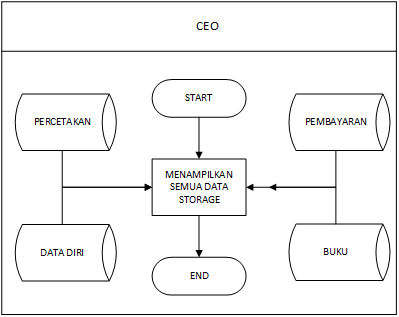 CEO
START
PERCETAKAN
PEMBAYARAN
MENAMPILKAN
SEMUA DATA
STORAGE
DATA DIRI
BUKU
END